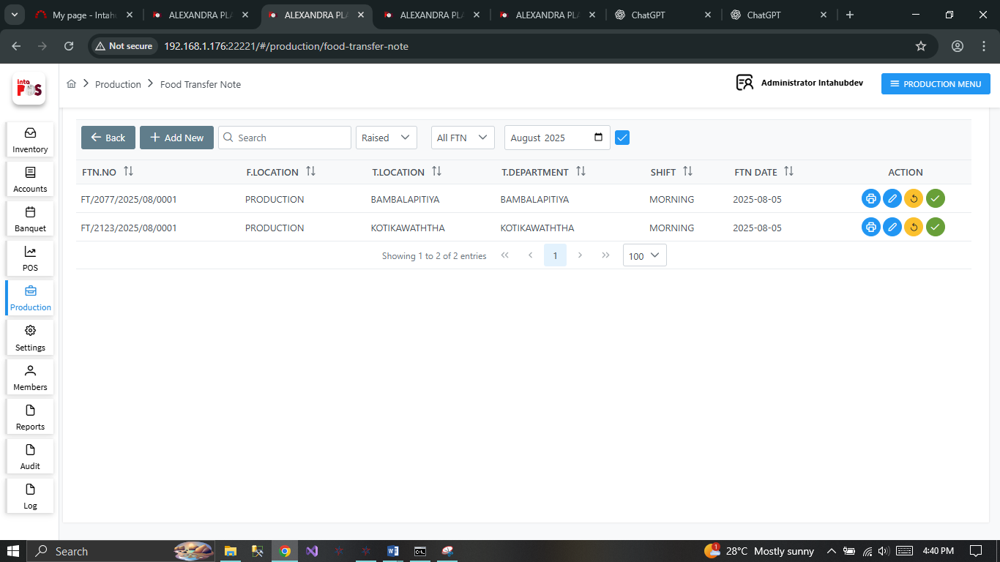 My page - Intahu
ALEXANDRA PLA
ALEXANDRA PLA
ALEXANDRA PLA
ALEXANDRA PLA
ChatGPT
ChatGPT
Not secure
192.168.1.176:22221/#/production/food-transfer-note
inta
POS
Production
Food Transfer Note
Administrator Intahubdev
PRODUCTION MENU
Inventory
Accounts
Banquet
POS
Production
Settings
Members
Reports
Audit
Log
Back
Add New
Search
Raised
All FTN
August 2025
FTN.NO F.LOCATION T.LOCATION T.DEPARTMENT SHIFT FTN DATE ACTION
FT/2077/2025/08/0001 PRODUCTION BAMBALAPITIYA BAMBALAPITIYA MORNING 2025-08-05
FT/2123/2025/08/0001 PRODUCTION KOTIKAWATHTHA KOTIKAWATHTHA MORNING 2025-08-05
Showing 1 to 2 of 2 entries
1
100
Search
1
28°C Mostly sunny
4:40 PM